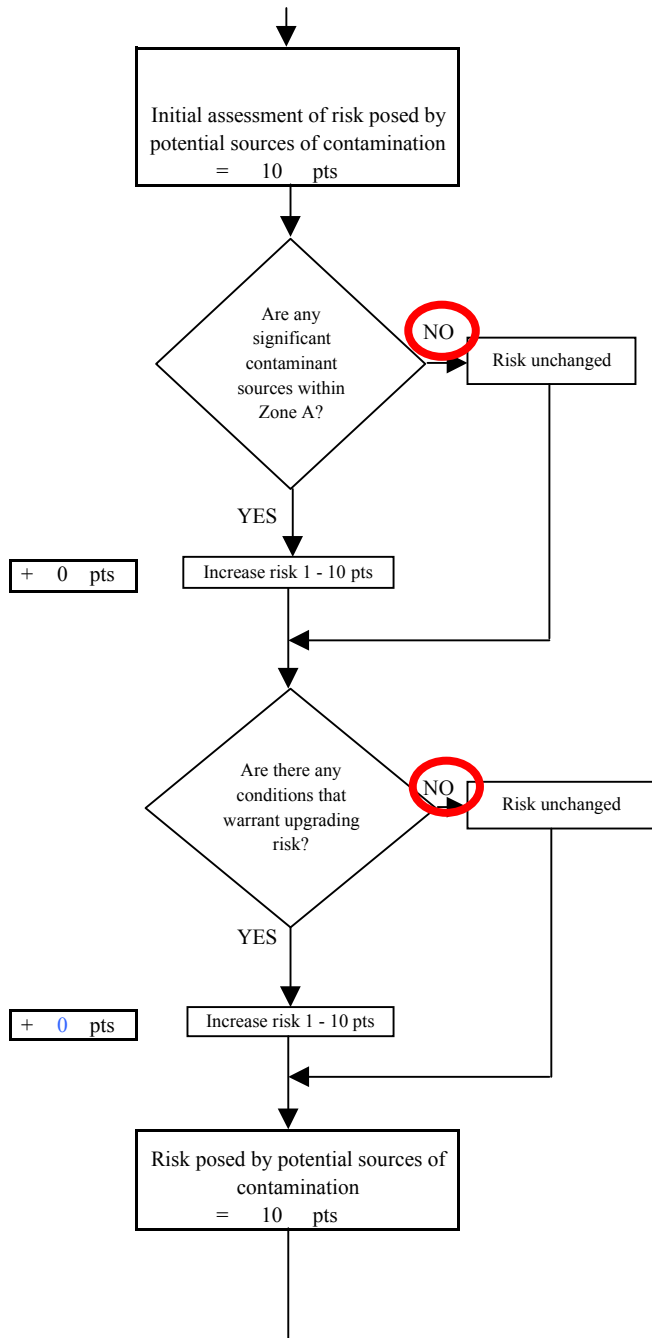 Initial assessment of risk posed by
potential sources of contamination
= 10 pts
Are any
significant
contaminant
sources within
Zone A?
NO
Risk unchanged
YES
+ 0 pts
Increase risk 1 - 10 pts
Are there any
conditions that
warrant upgrading
risk?
NO
Risk unchanged
YES
+ 0 pts
Increase risk 1 - 10 pts
Risk posed by potential sources of
contamination
= 10 pts